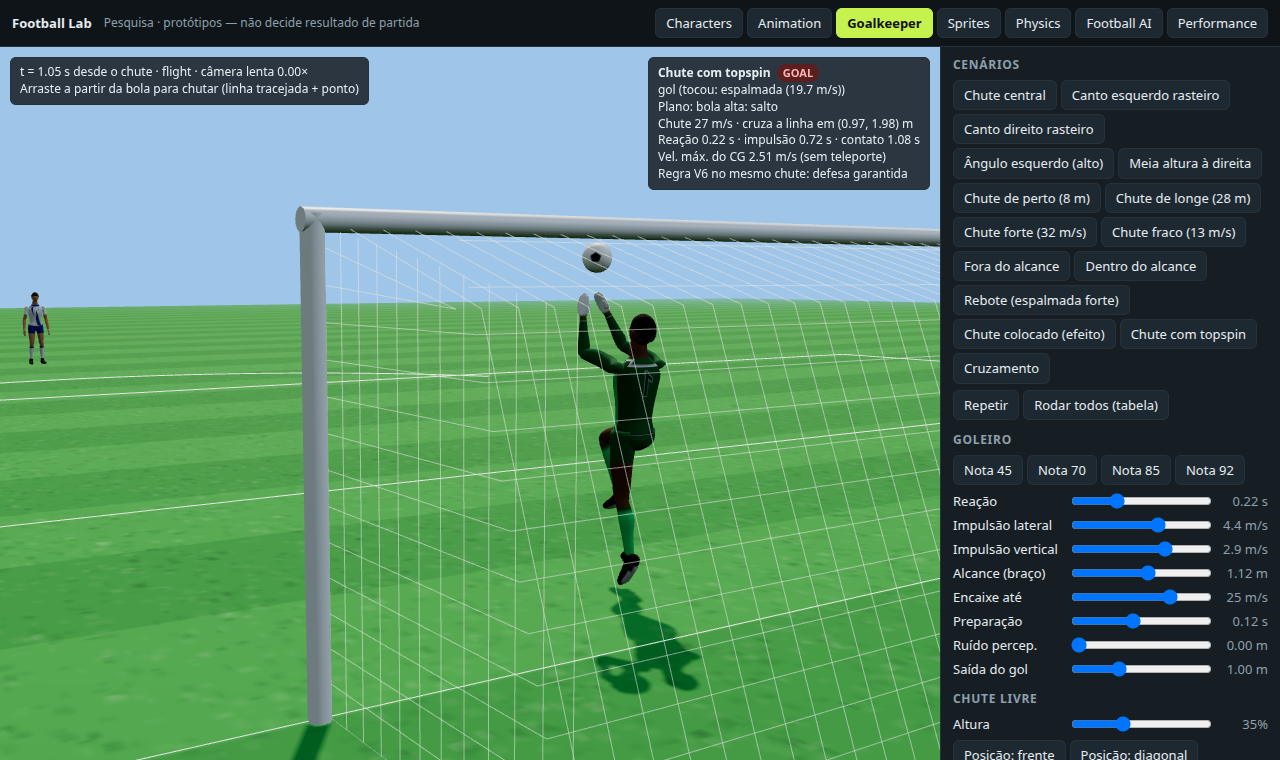 Football Lab
Pesquisa · protótipos — não decide resultado de partida
Characters
Animation
Goalkeeper
Sprites
Physics
Football AI
Performance
t = 1.05 s desde o chute · flight · câmera lenta 0.00×
Arraste a partir da bola para chutar (linha tracejada + ponto)
Chute com topspin GOAL
gol (tocou: espalmada (19.7 m/s))
Plano: bola alta: salto
Chute 27 m/s · cruza a linha em (0.97, 1.98) m
Reação 0.22 s · impulsão 0.72 s · contato 1.08 s
Vel. máx. do CG 2.51 m/s (sem teleporte)
Regra V6 no mesmo chute: defesa garantida
CENÁRIOS
Chute central
Canto esquerdo rasteiro
Canto direito rasteiro
Ângulo esquerdo (alto)
Meia altura à direita
Chute de perto (8 m)
Chute de longe (28 m)
Chute forte (32 m/s)
Chute fraco (13 m/s)
Fora do alcance
Dentro do alcance
Rebote (espalmada forte)
Chute colocado (efeito)
Chute com topspin
Cruzamento
Repetir
Rodar todos (tabela)
GOLEIRO
Nota 45
Nota 70
Nota 85
Nota 92
Reação 0.22 s
Impulsão lateral 4.4 m/s
Impulsão vertical 2.9 m/s
Alcance (braço) 1.12 m
Encaixe até 25 m/s
Preparação 0.12 s
Ruído percep. 0.00 m
Saída do gol 1.00 m
CHUTE LIVRE
Altura 35%
Posição: frente
Posição: diagonal